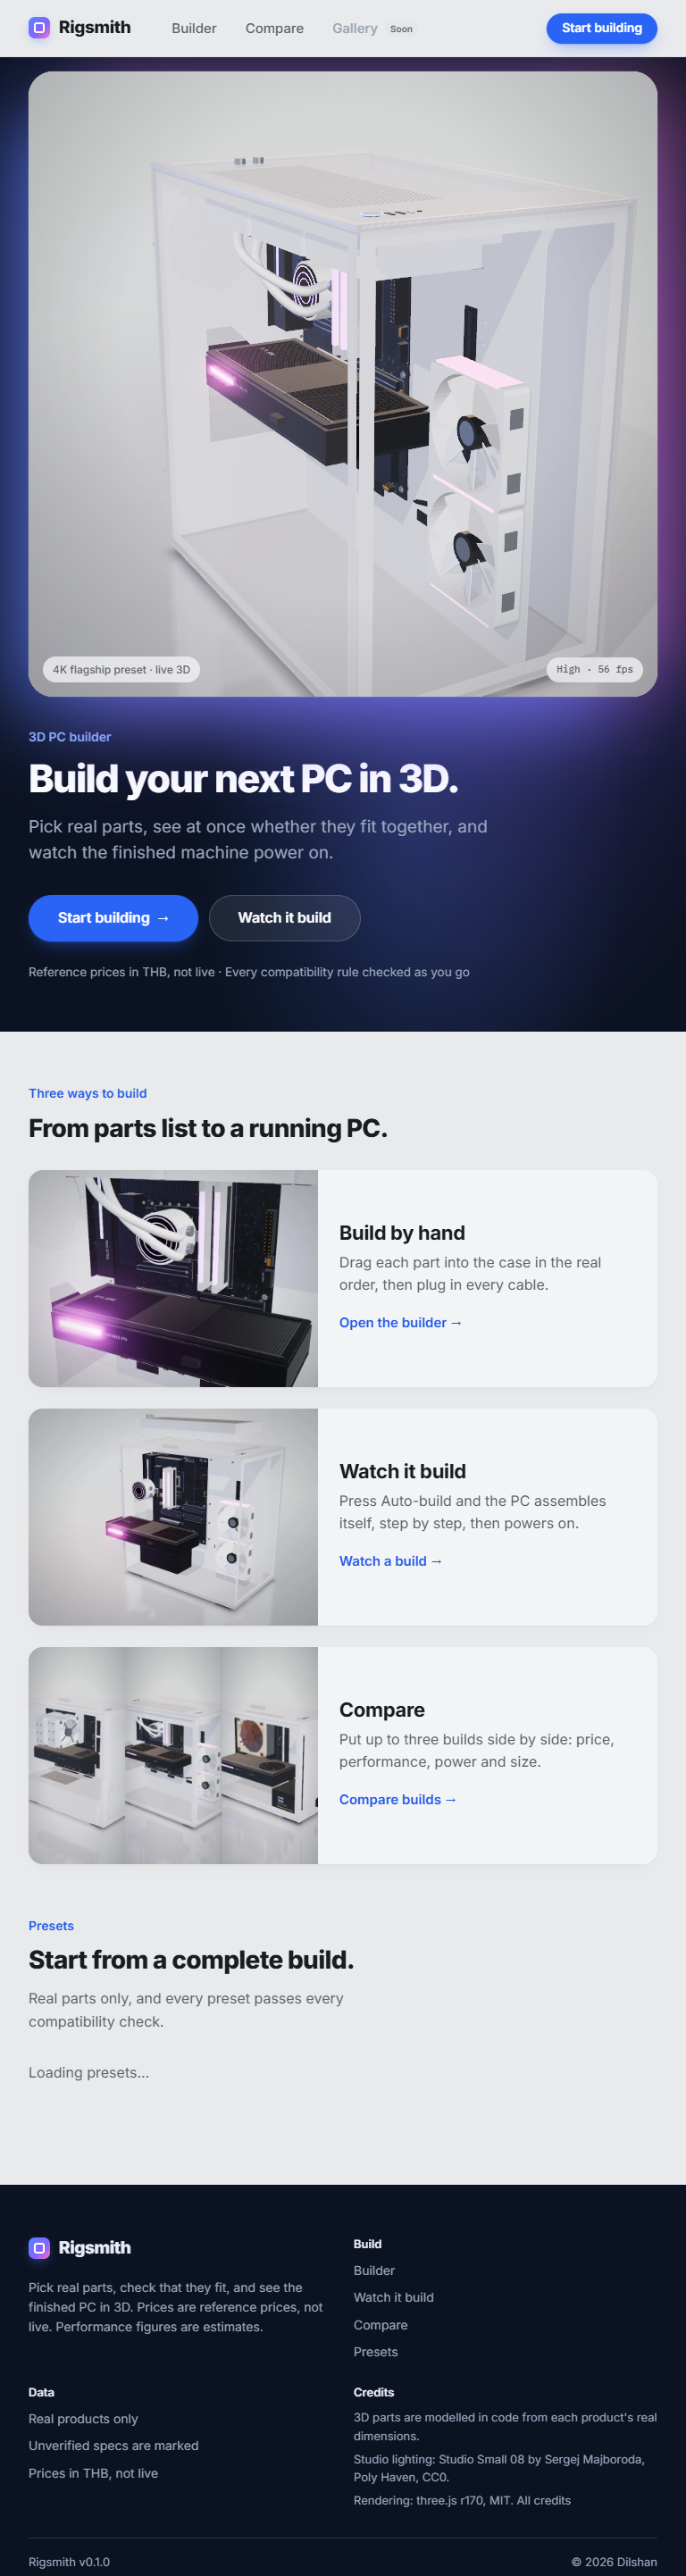 Rigsmith
Builder
Compare
Gallery Soon
Start building
4K flagship preset · live 3D
High · 56 fps
3D PC builder
Build your next PC in 3D.
Pick real parts, see at once whether they fit together, and
watch the finished machine power on.
Start building →
Watch it build
Reference prices in THB, not live · Every compatibility rule checked as you go
Three ways to build
From parts list to a running PC.
Build by hand
Drag each part into the case in the real
order, then plug in every cable.
Open the builder →
Watch it build
Press Auto-build and the PC assembles
itself, step by step, then powers on.
Watch a build →
Compare
Put up to three builds side by side: price,
performance, power and size.
Compare builds →
Presets
Start from a complete build.
Real parts only, and every preset passes every
compatibility check.
Loading presets…
Rigsmith
Pick real parts, check that they fit, and see the
finished PC in 3D. Prices are reference prices, not
live. Performance figures are estimates.
Build
Builder
Watch it build
Compare
Presets
Data
Real products only
Unverified specs are marked
Prices in THB, not live
Credits
3D parts are modelled in code from each product's real
dimensions.
Studio lighting: Studio Small 08 by Sergej Majboroda,
Poly Haven, CC0.
Rendering: three.js r170, MIT. All credits
Rigsmith v0.1.0
© 2026 Dilshan